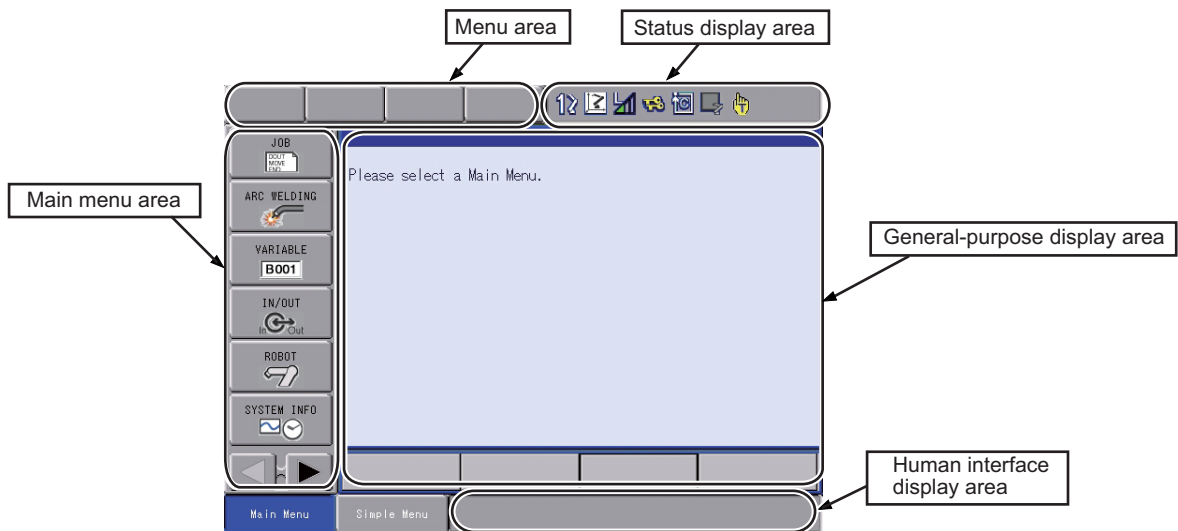 Menu area
Status display area
JOB
DOUT
MOVE
END
Main menu area
ARC WELDING
VARIABLE
B001
IN/OUT
In Out
ROBOT
SYSTEM INFO
Please select a Main Menu.
General-purpose display area
Human interface
display area
Main Menu
Simple Menu